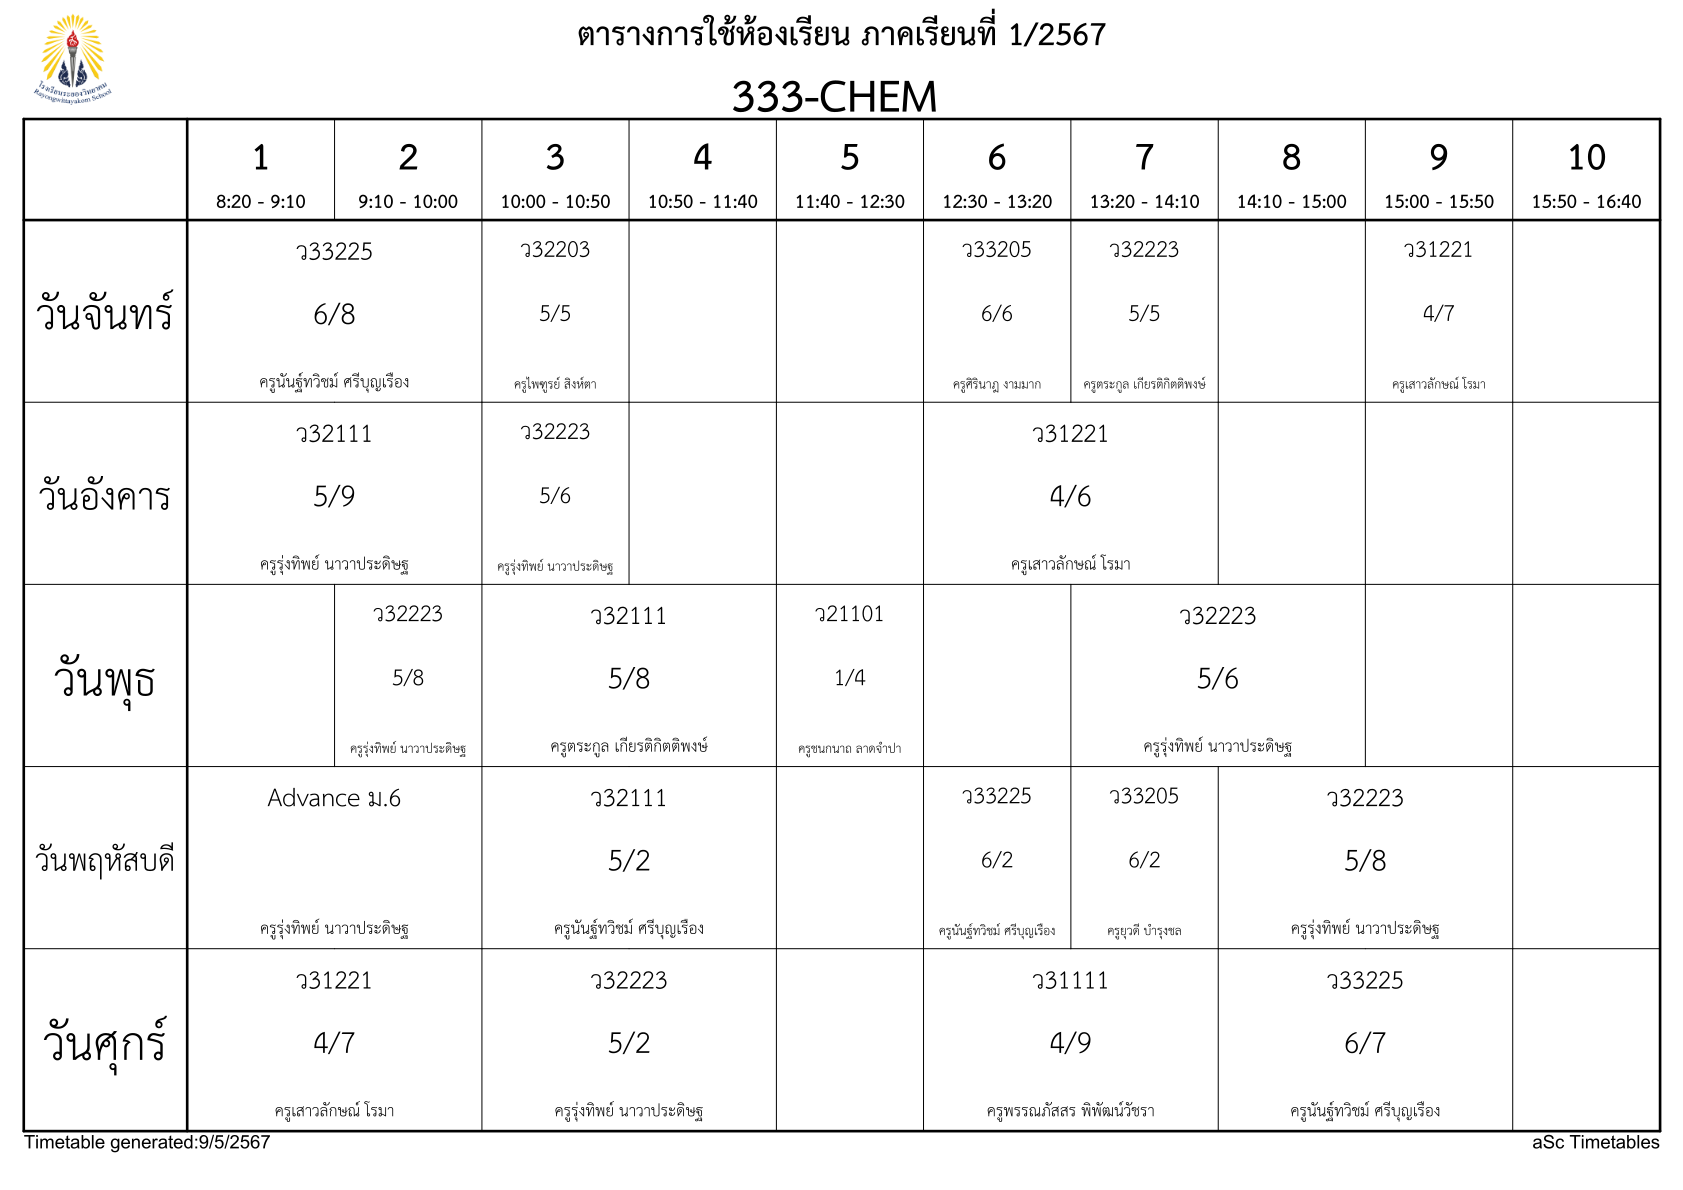 ตารางการใช้ห้องเรียน ภาคเรียนที่ 1/2567
โรงเรียนระยองวิทยาคม
Rayongwittayakom School
333-CHEM
1 2 3 4 5 6 7 8 9 10
8:20 - 9:10 9:10 - 10:00 10:00 - 10:50 10:50 - 11:40 11:40 - 12:30 12:30 - 13:20 13:20 - 14:10 14:10 - 15:00 15:00 - 15:50 15:50 - 16:40
วันจันทร์
ว33225 ว32203 ว33205 ว32223 ว31221
6/8 5/5 6/6 5/5 4/7
ครูนันฐ์ทวิชม์ ศรีบุญเรือง ครูไพฑูรย์ สิงห์ตา ครูศิรินาฎ งามมาก ครูตระกูล เกียรติกิตติพงษ์ ครูเสาวลักษณ์ โรมา
วันอังคาร
ว32111 ว32223 ว31221
5/9 5/6 4/6
ครูรุ่งทิพย์ นาวาประดิษฐ ครูรุ่งทิพย์ นาวาประดิษฐ ครูเสาวลักษณ์ โรมา
วันพุธ
ว32223 ว32111 ว21101 ว32223
5/8 5/8 1/4 5/6
ครูรุ่งทิพย์ นาวาประดิษฐ ครูตระกูล เกียรติกิตติพงษ์ ครูชนกนาถ ลาดจำปา ครูรุ่งทิพย์ นาวาประดิษฐ
วันพฤหัสบดี
Advance ม.6 ว32111 ว33225 ว33205 ว32223
5/2 6/2 6/2 5/8
ครูรุ่งทิพย์ นาวาประดิษฐ ครูนันฐ์ทวิชม์ ศรีบุญเรือง ครูนันฐ์ทวิชม์ ศรีบุญเรือง ครูยุวดี บำรุงชล ครูรุ่งทิพย์ นาวาประดิษฐ
วันศุกร์
ว31221 ว32223 ว31111 ว33225
4/7 5/2 4/9 6/7
ครูเสาวลักษณ์ โรมา ครูรุ่งทิพย์ นาวาประดิษฐ ครูพรรณภัสสร พิพัฒน์วัชรา ครูนันฐ์ทวิชม์ ศรีบุญเรือง
Timetable generated:9/5/2567 aSc Timetables